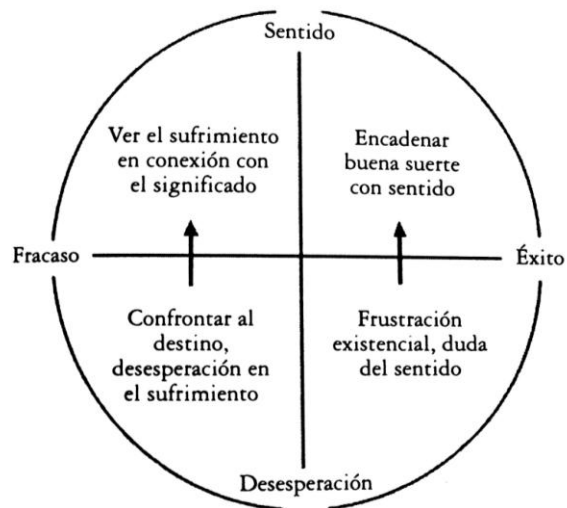 Sentido
Ver el sufrimiento
en conexión con
el significado
Encadenar
buena suerte
con sentido
Fracaso
Éxito
Confrontar al
destino,
desesperación en
el sufrimiento
Frustración
existencial, duda
del sentido
Desesperación